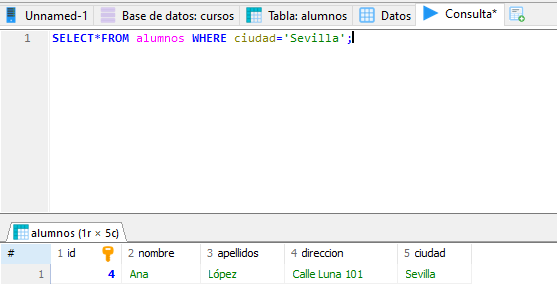 Unnamed-1 Base de datos: cursos Tabla: alumnos Datos Consulta*
1 SELECT*FROM alumnos WHERE ciudad='Sevilla';
alumnos (1r × 5c)
# 1 id 2 nombre 3 apellidos 4 direccion 5 ciudad
1 4 Ana López Calle Luna 101 Sevilla